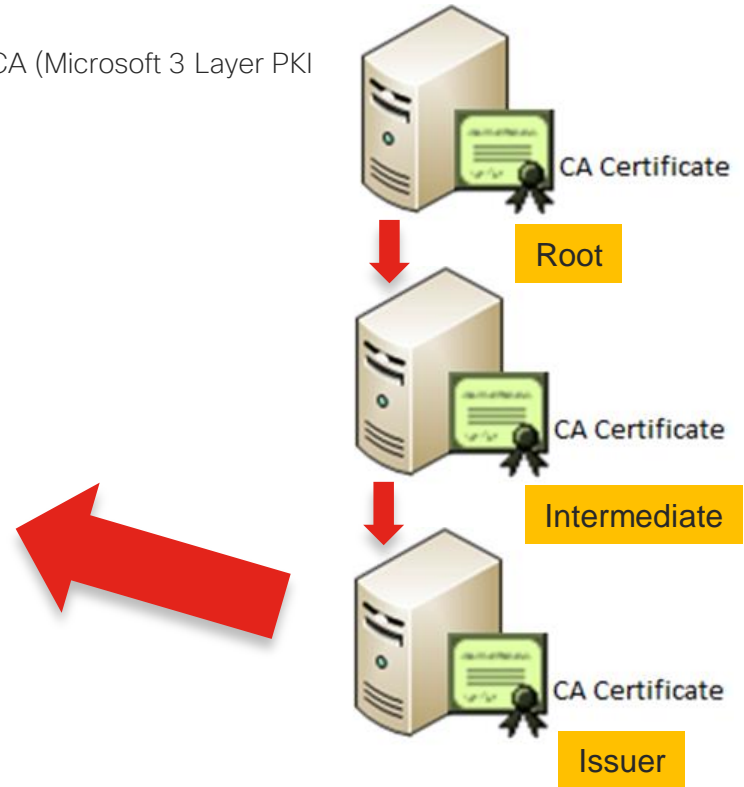 CA (Microsoft 3 Layer PKI
CA Certificate
Root
CA Certificate
Intermediate
CA Certificate
Issuer